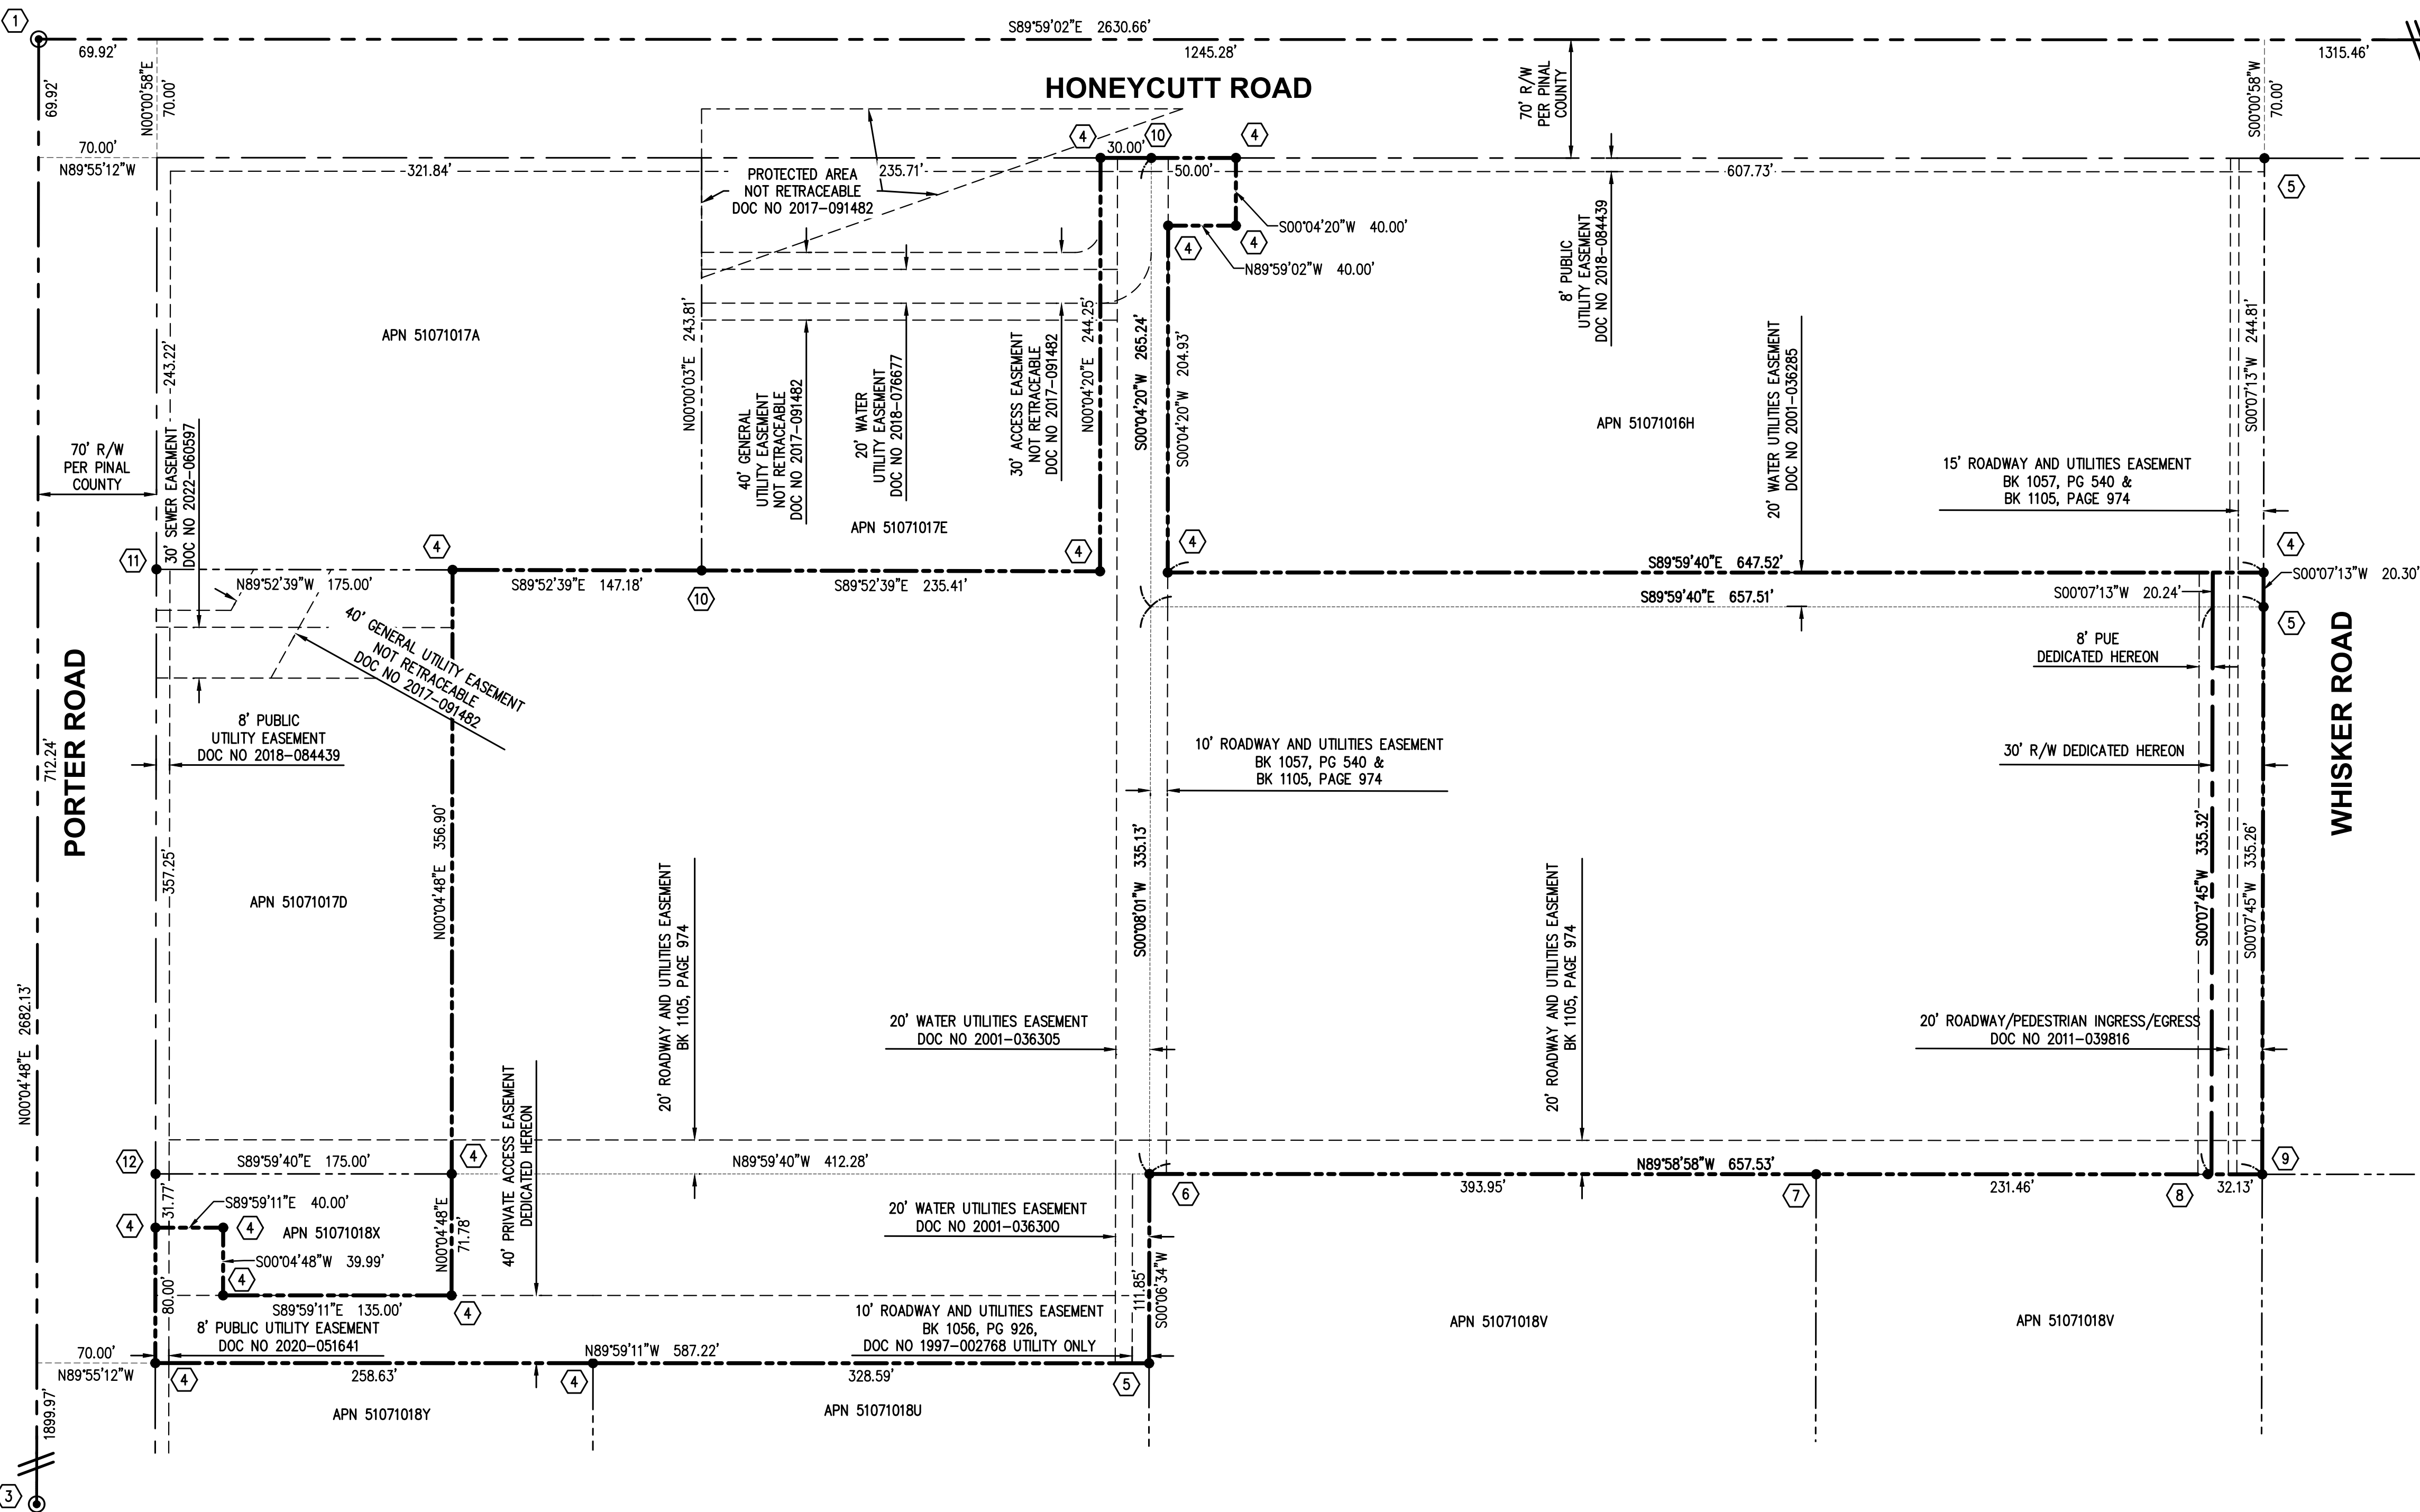 1
S89°59'02"E 2630.66'
69.92'
1245.28'
1315.46'
HONEYCUTT ROAD
69.92'
N00°00'58"E
70.00'
70' R/W
PER PINAL
COUNTY
S00°00'58"W
70.00'
70.00'
N89°55'12"W
4
10
4
30.00'
321.84'
PROTECTED AREA
NOT RETRACEABLE
DOC NO 2017-091482
235.71'
50.00'
607.73'
5
S00°04'20"W 40.00'
4
4
N89°59'02"W 40.00'
8' PUBLIC
UTILITY EASEMENT
DOC NO 2018-084439
APN 51071017A
243.22'
N00°00'03"E 243.81'
40' GENERAL
UTILITY EASEMENT
NOT RETRACEABLE
DOC NO 2017-091482
20' WATER
UTILITY EASEMENT
DOC NO 2018-076677
30' ACCESS EASEMENT
NOT RETRACEABLE
DOC NO 2017-091482
N00°04'20"E 244.25'
S00°04'20"W 265.24'
S00°04'20"W 204.93'
APN 51071016H
20' WATER UTILITIES EASEMENT
DOC NO 2001-036285
S00°07'13"W 244.81'
70' R/W
PER PINAL
COUNTY
30' SEWER EASEMENT
DOC NO 2022-060597
15' ROADWAY AND UTILITIES EASEMENT
BK 1057, PG 540 &
BK 1105, PAGE 974
APN 51071017E
11
4
4
4
4
N89°52'39"W 175.00'
S89°52'39"E 147.18'
10
S89°52'39"E 235.41'
S89°59'40"E 647.52'
S00°07'13"W 20.30'
S89°59'40"E 657.51'
S00°07'13"W 20.24'
5
40' GENERAL UTILITY EASEMENT
NOT RETRACEABLE
DOC NO 2017-091482
8' PUE
DEDICATED HEREON
PORTER ROAD
WHISKER ROAD
712.24'
8' PUBLIC
UTILITY EASEMENT
DOC NO 2018-084439
10' ROADWAY AND UTILITIES EASEMENT
BK 1057, PG 540 &
BK 1105, PAGE 974
30' R/W DEDICATED HEREON
357.25'
APN 51071017D
N00°04'48"E 356.90'
20' ROADWAY AND UTILITIES EASEMENT
BK 1105, PAGE 974
S00°08'01"W 335.13'
20' ROADWAY AND UTILITIES EASEMENT
BK 1105, PAGE 974
S00°07'45"W 335.32'
S00°07'45"W 335.26'
N00°04'48"E 2682.13'
20' WATER UTILITIES EASEMENT
DOC NO 2001-036305
20' ROADWAY/PEDESTRIAN INGRESS/EGRESS
DOC NO 2011-039816
40' PRIVATE ACCESS EASEMENT
DEDICATED HEREON
12
S89°59'40"E 175.00'
4
N89°59'40"W 412.28'
N89°58'58"W 657.53'
9
6
393.95'
7
231.46'
8
32.13'
31.77'
S89°59'11"E 40.00'
4
4
APN 51071018X
N00°04'48"E
71.78'
20' WATER UTILITIES EASEMENT
DOC NO 2001-036300
S00°04'48"W 39.99'
4
80.00'
S89°59'11"E 135.00'
4
111.85'
S00°06'34"W
8' PUBLIC UTILITY EASEMENT
DOC NO 2020-051641
10' ROADWAY AND UTILITIES EASEMENT
BK 1056, PG 926,
DOC NO 1997-002768 UTILITY ONLY
APN 51071018V
APN 51071018V
70.00'
N89°55'12"W
N89°59'11"W 587.22'
4
258.63'
4
328.59'
5
APN 51071018Y
APN 51071018U
1899.97'
3